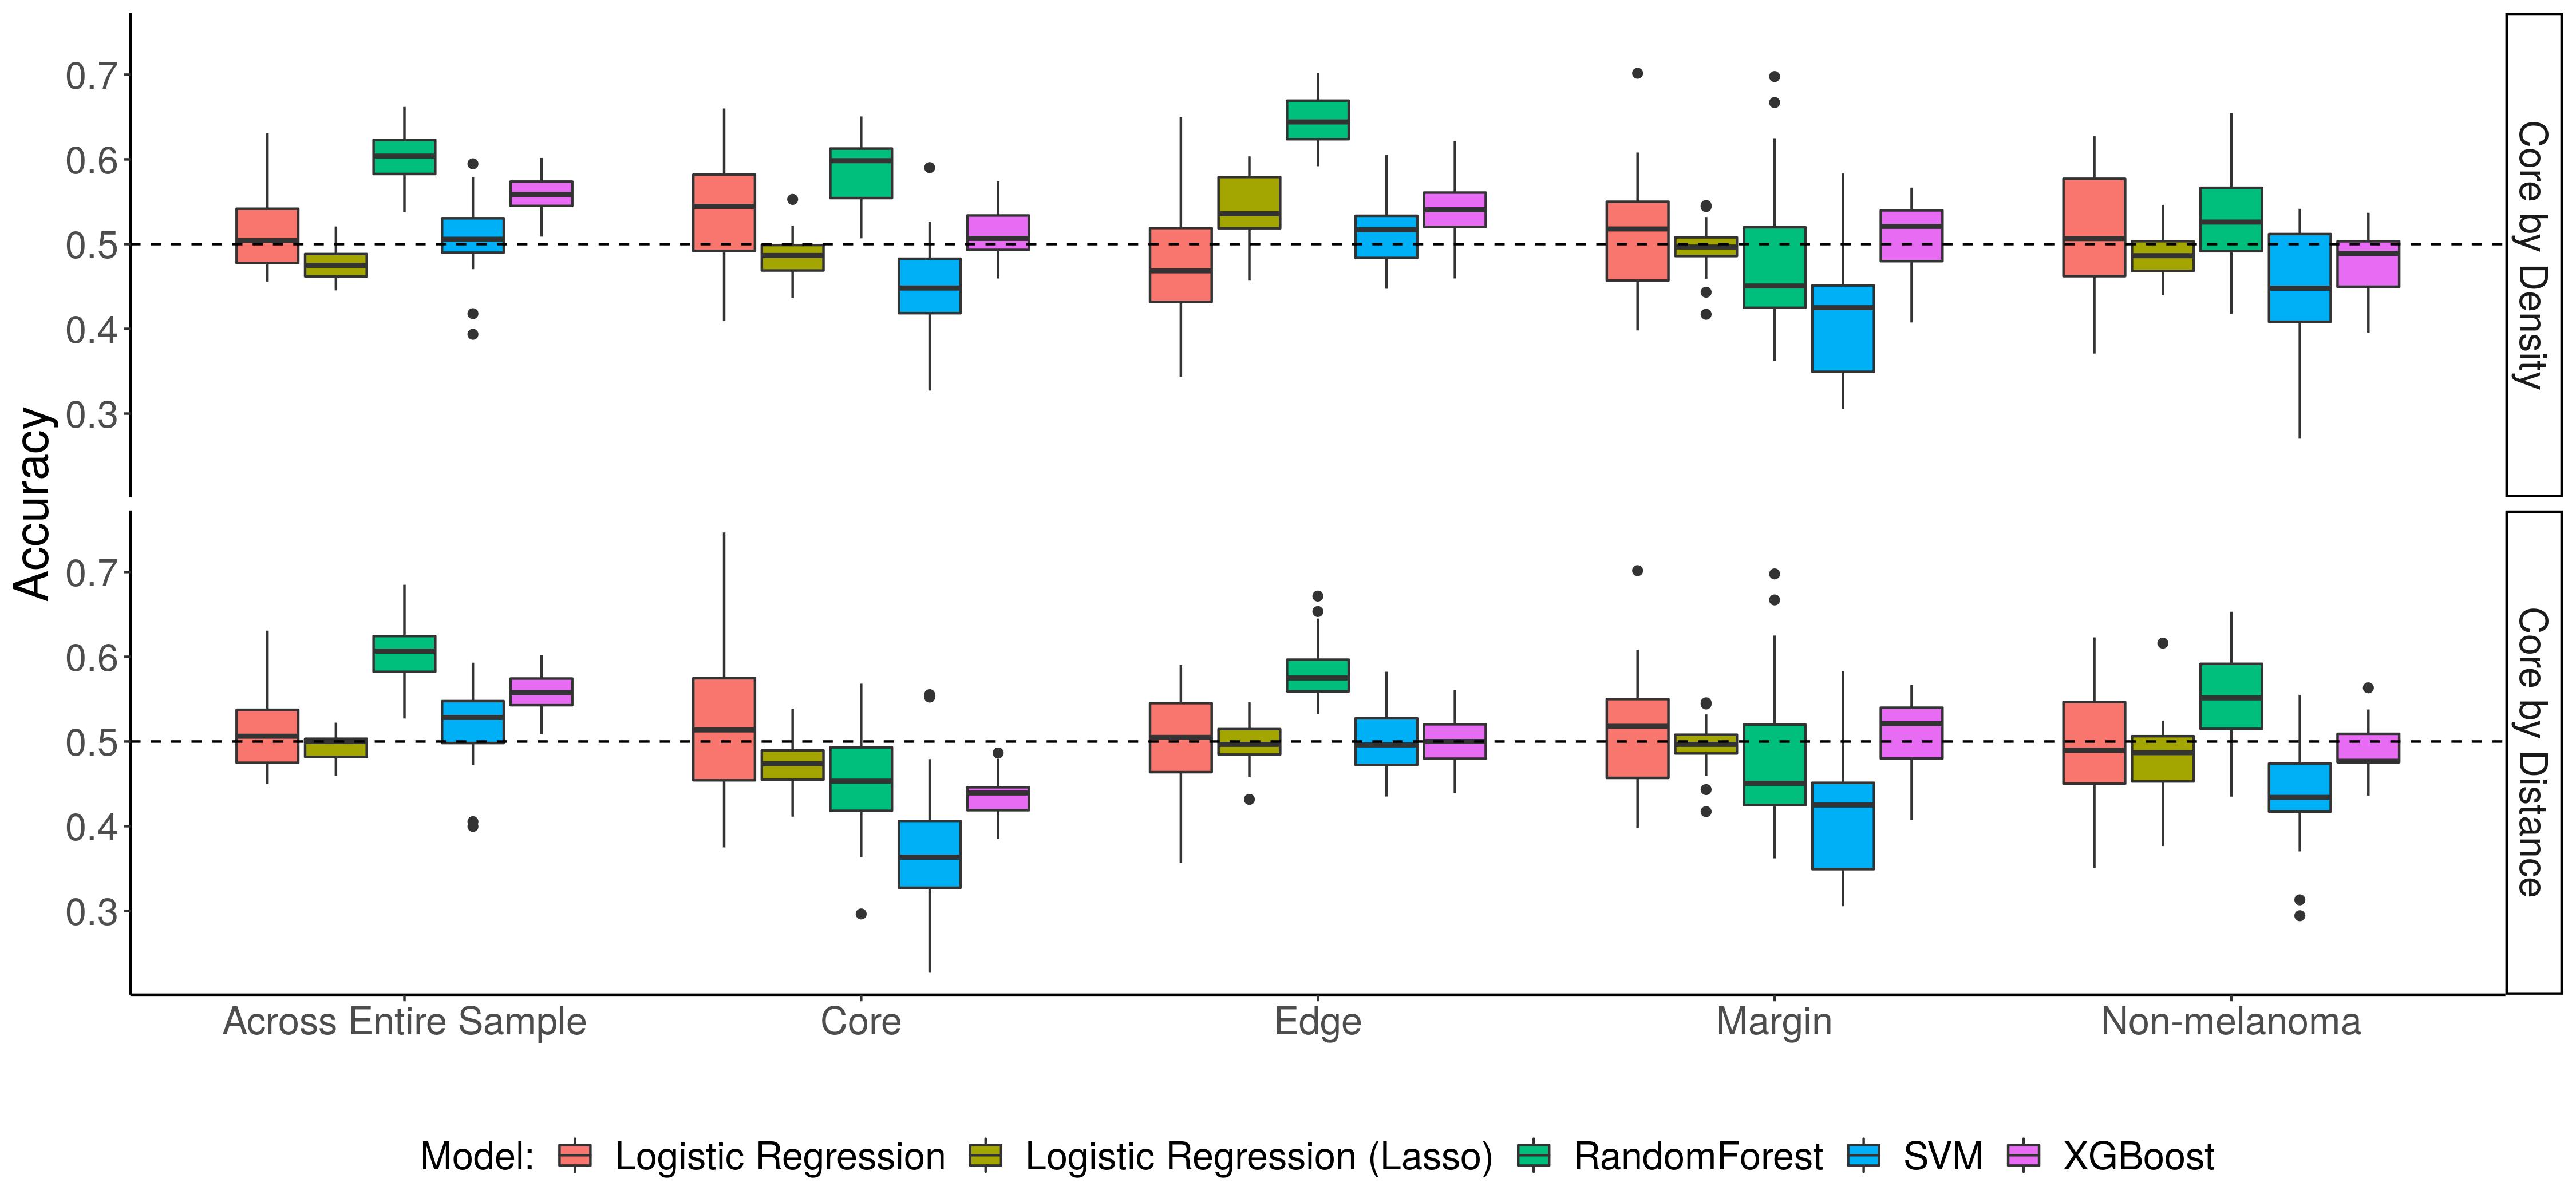 Accuracy
0.7
0.6
0.5
0.4
0.3
Core by Density
0.7
0.6
0.5
0.4
0.3
Core by Distance
Across Entire Sample
Core
Edge
Margin
Non-melanoma
Model: Logistic Regression Logistic Regression (Lasso) RandomForest SVM XGBoost